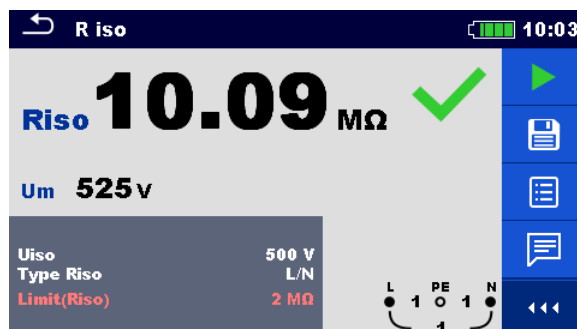 R iso 10:03
Riso 10.09 MΩ
Um 525 V
Uiso 500 V
Type Riso L/N
Limit(Riso) 2 MΩ
L PE N
1 1
1